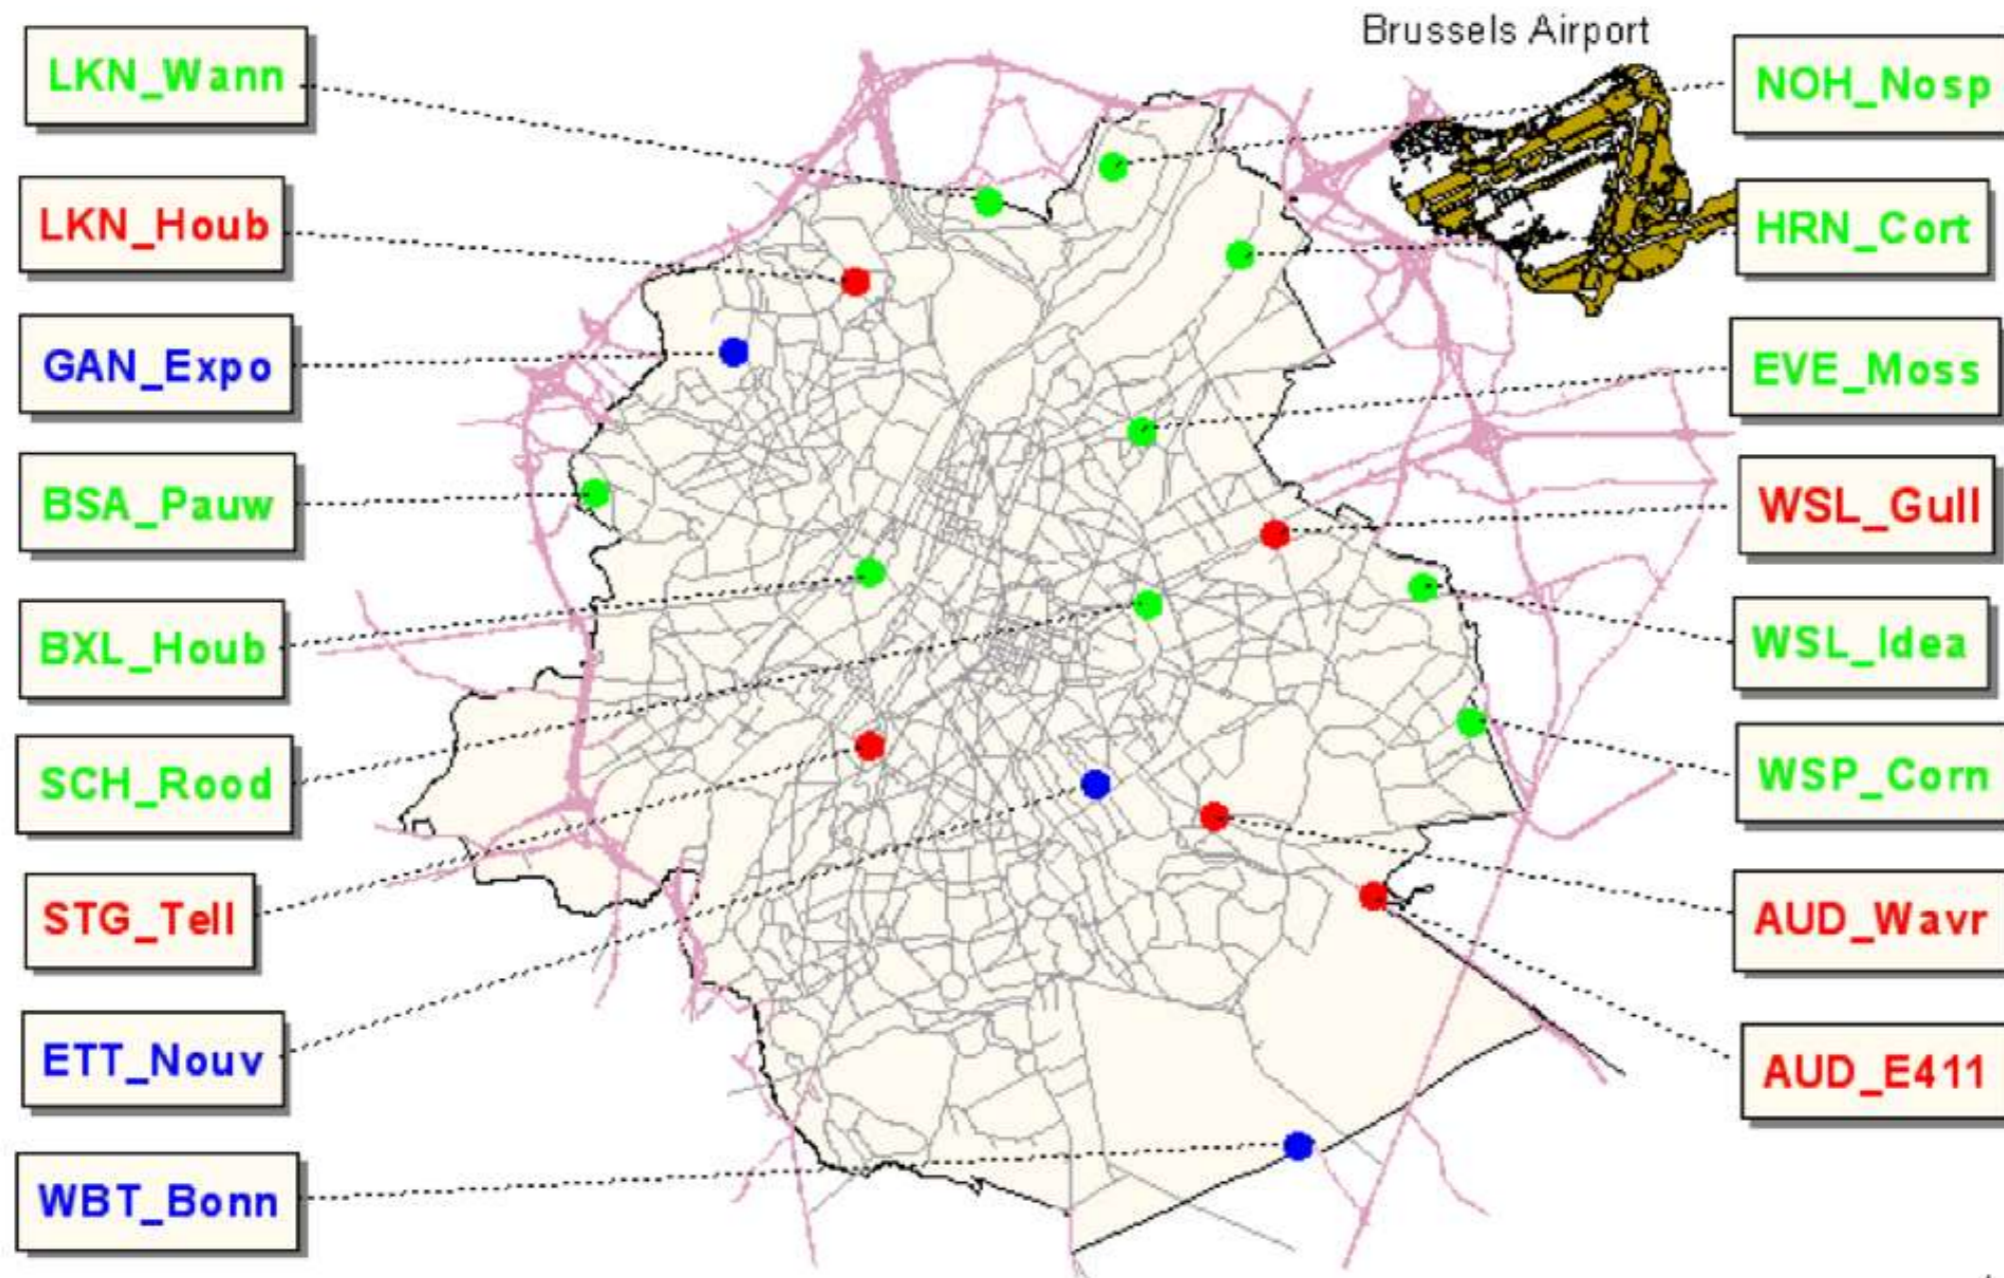 Brussels Airport
LKN_Wann
LKN_Houb
GAN_Expo
BSA_Pauw
BXL_Houb
SCH_Rood
STG_Tell
ETT_Nouv
WBT_Bonn
NOH_Nosp
HRN_Cort
EVE_Moss
WSL_Gull
WSL_Idea
WSP_Corn
AUD_Wavr
AUD_E411